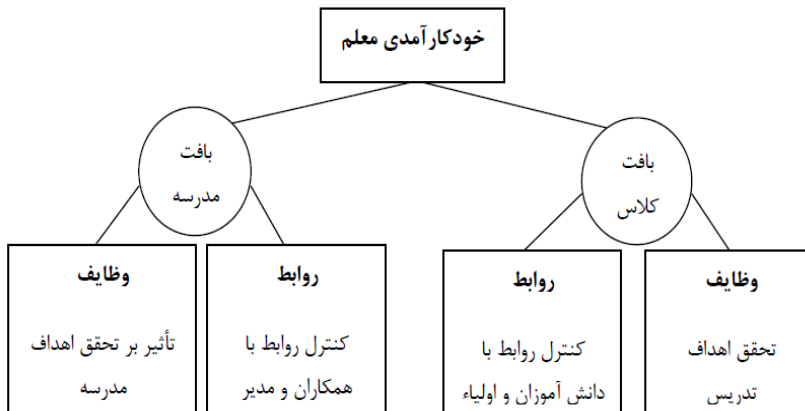 خودکارآمدی معلم
بافت
کلاس
بافت
مدرسه
وظایف
تحقق اهداف
تدریس
روابط
کنترل روابط با
دانش آموزان و اولیاء
روابط
کنترل روابط با
همکاران و مدیر
وظایف
تأثیر بر تحقق اهداف
مدرسه